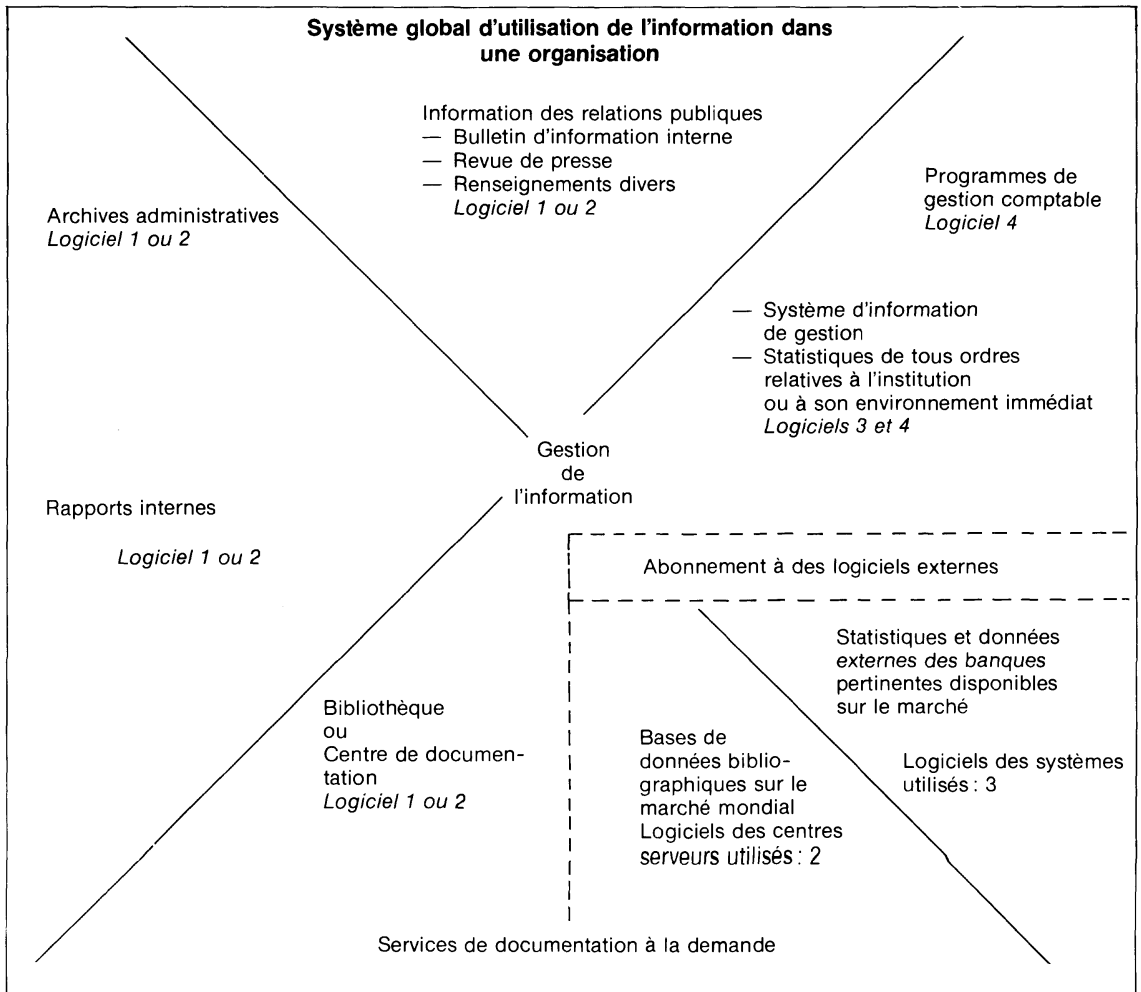 Système global d'utilisation de l'information dans
une organisation
Information des relations publiques
— Bulletin d'information interne
— Revue de presse
— Renseignements divers
Logiciel 1 ou 2
Archives administratives
Logiciel 1 ou 2
Programmes de
gestion comptable
Logiciel 4
— Système d'information
de gestion
— Statistiques de tous ordres
relatives à l'institution
ou à son environnement immédiat
Logiciels 3 et 4
Gestion
de
l'information
Rapports internes
Logiciel 1 ou 2
Abonnement à des logiciels externes
Statistiques et données
externes des banques
pertinentes disponibles
sur le marché
Logiciels des systèmes
utilisés : 3
Bibliothèque
ou
Centre de documen-
tation
Logiciel 1 ou 2
Bases de
données biblio-
graphiques sur le
marché mondial
Logiciels des centres
serveurs utilisés : 2
Services de documentation à la demande